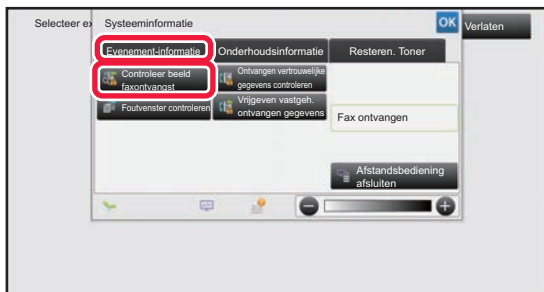 Selecteer ex
Systeeminformatie
OK
Verlaten
Evenement-informatie
Onderhoudsinformatie
Resteren. Toner
Controleer beeld
faxontvangst
Ontvangen vertrouwelijke
gegevens controleren
Foutvenster controleren
Vrijgeven vastgeh.
ontvangen gegevens
Fax ontvangen
Afstandsbediening
afsluiten